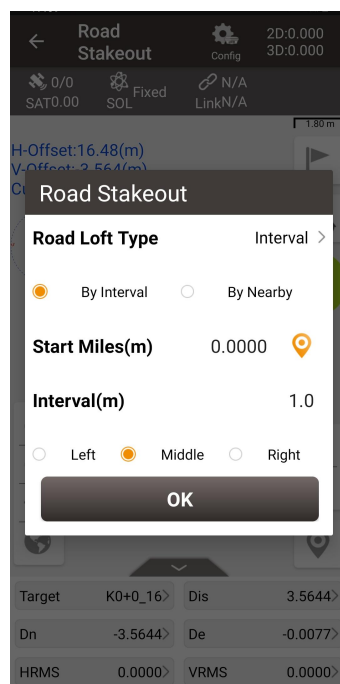 Road Stakeout
Config
2D:0.000
3D:0.000
0/0
SAT0.00
Fixed
SOL
N/A
LinkN/A
1.80 m
H-Offset:16.48(m)
V-Offset:-3.564(m)
Road Stakeout
Road Loft Type Interval
By Interval By Nearby
Start Miles(m) 0.0000
Interval(m) 1.0
Left Middle Right
OK
Target K0+0_16 Dis 3.5644
Dn -3.5644 De -0.0077
HRMS 0.0000 VRMS 0.0000